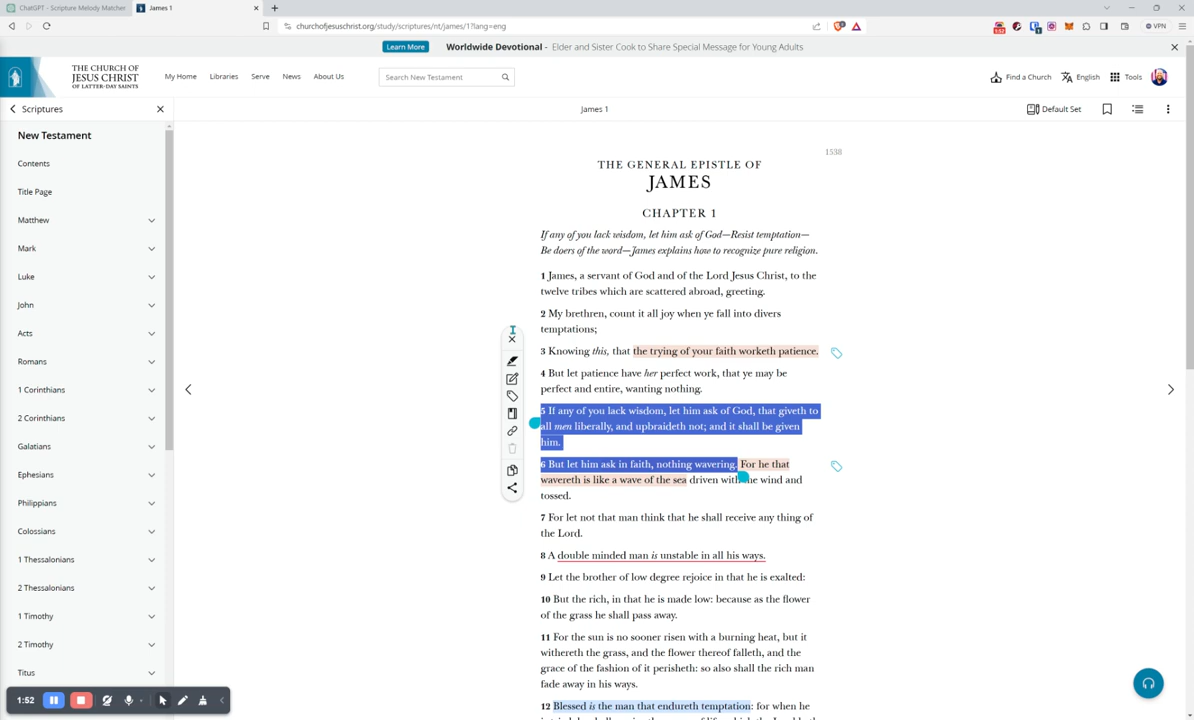 ChatGPT - Scripture Melody Matcher
James 1
churchofjesuschrist.org/study/scriptures/nt/james/1?lang=eng
1:52
VPN
Learn More
Worldwide Devotional - Elder and Sister Cook to Share Special Message for Young Adults
THE CHURCH OF
JESUS CHRIST
OF LATTER-DAY SAINTS
My Home
Libraries
Serve
News
About Us
Search New Testament
Find a Church
English
Tools
Scriptures
James 1
Default Set
New Testament
Contents
Title Page
Matthew
Mark
Luke
John
Acts
Romans
1 Corinthians
2 Corinthians
Galatians
Ephesians
Philippians
Colossians
1 Thessalonians
2 Thessalonians
1 Timothy
2 Timothy
Titus
1538
THE GENERAL EPISTLE OF
JAMES
CHAPTER 1
If any of you lack wisdom, let him ask of God—Resist temptation—
Be doers of the word—James explains how to recognize pure religion.
1 James, a servant of God and of the Lord Jesus Christ, to the
twelve tribes which are scattered abroad, greeting.
2 My brethren, count it all joy when ye fall into divers
temptations;
3 Knowing this, that the trying of your faith worketh patience.
4 But let patience have her perfect work, that ye may be
perfect and entire, wanting nothing.
5 If any of you lack wisdom, let him ask of God, that giveth to
all men liberally, and upbraideth not; and it shall be given
him.
6 But let him ask in faith, nothing wavering. For he that
wavereth is like a wave of the sea driven with the wind and
tossed.
7 For let not that man think that he shall receive any thing of
the Lord.
8 A double minded man is unstable in all his ways.
9 Let the brother of low degree rejoice in that he is exalted:
10 But the rich, in that he is made low: because as the flower
of the grass he shall pass away.
11 For the sun is no sooner risen with a burning heat, but it
withereth the grass, and the flower thereof falleth, and the
grace of the fashion of it perisheth: so also shall the rich man
fade away in his ways.
12 Blessed is the man that endureth temptation: for when he
1:52